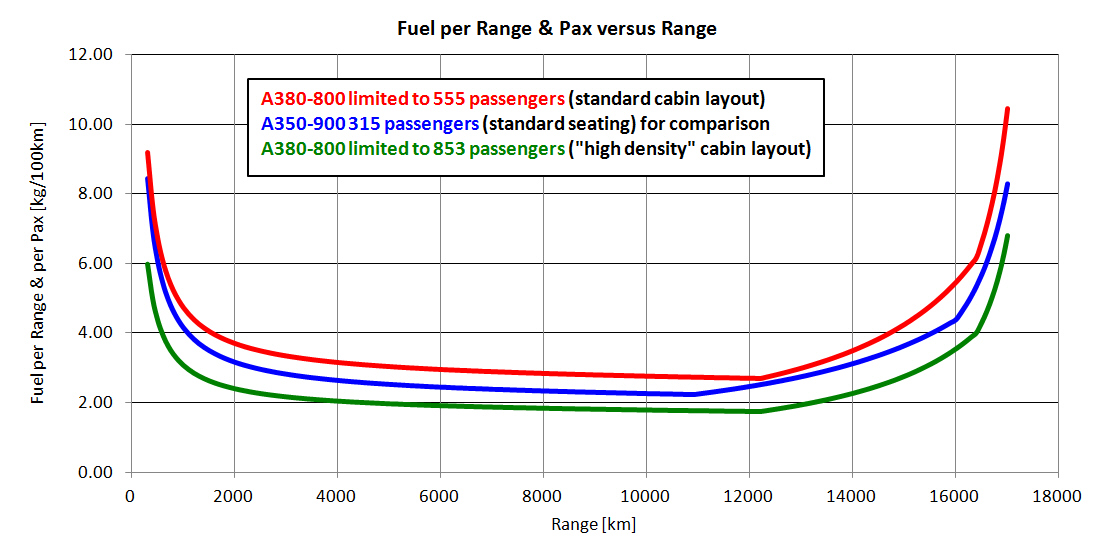 Fuel per Range & Pax versus Range
12.00
10.00
8.00
6.00
4.00
2.00
0.00
A380-800 limited to 555 passengers (standard cabin layout)
A350-900 315 passengers (standard seating) for comparison
A380-800 limited to 853 passengers ("high density" cabin layout)
Fuel per Range & per Pax [kg/100km]
0 2000 4000 6000 8000 10000 12000 14000 16000 18000
Range [km]